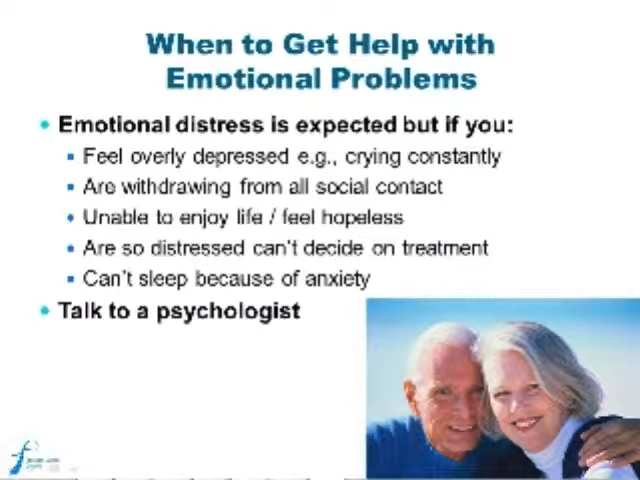 When to Get Help with
Emotional Problems
Emotional distress is expected but if you:
Feel overly depressed e.g., crying constantly
Are withdrawing from all social contact
Unable to enjoy life / feel hopeless
Are so distressed can't decide on treatment
Can't sleep because of anxiety
Talk to a psychologist